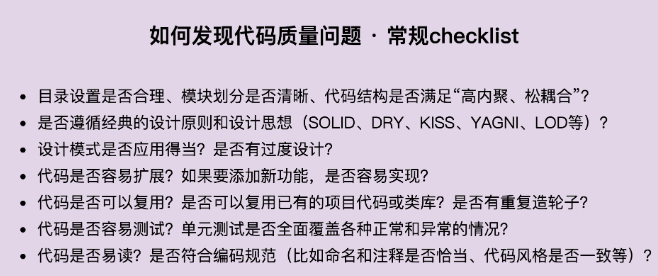 如何发现代码质量问题 · 常规checklist
• 目录设置是否合理、模块划分是否清晰、代码结构是否满足“高内聚、松耦合”？
• 是否遵循经典的设计原则和设计思想（SOLID、DRY、KISS、YAGNI、LOD等）？
• 设计模式是否应用得当？是否有过度设计？
• 代码是否容易扩展？如果要添加新功能，是否容易实现？
• 代码是否可以复用？是否可以复用已有的项目代码或类库？是否有重复造轮子？
• 代码是否容易测试？单元测试是否全面覆盖各种正常和异常的情况？
• 代码是否易读？是否符合编码规范（比如命名和注释是否恰当、代码风格是否一致等）？